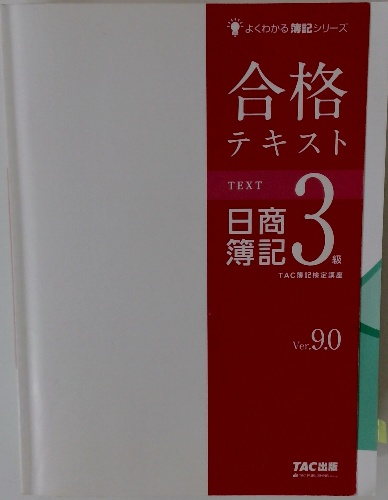 よくわかる簿記シリーズ
合格
テキスト
TEXT
日商
簿記
3級
TAC簿記検定講座
Ver.9.0
TAC出版